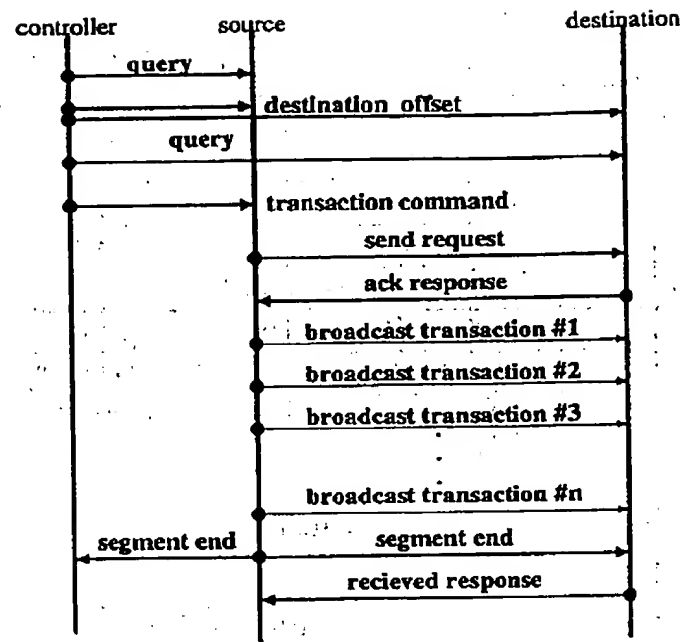 controller source destination
query
destination offset
query
transaction command
send request
ack response
broadcast transaction #1
broadcast transaction #2
broadcast transaction #3
broadcast transaction #n
segment end segment end
recieved response